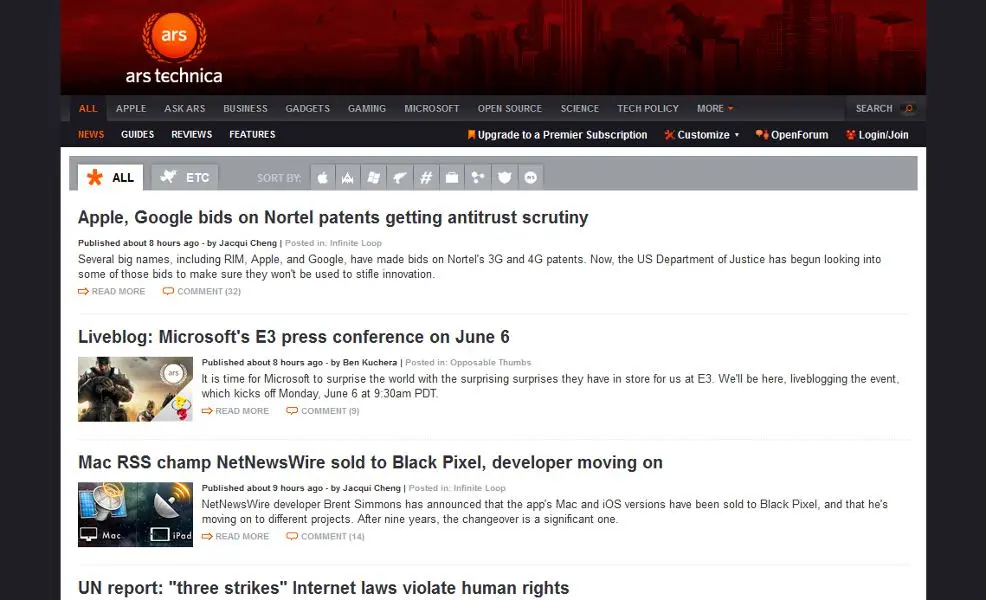 ars
ars technica
ALL APPLE ASK ARS BUSINESS GADGETS GAMING MICROSOFT OPEN SOURCE SCIENCE TECH POLICY MORE SEARCH
NEWS GUIDES REVIEWS FEATURES Upgrade to a Premier Subscription Customize OpenForum Login/Join
ALL ETC SORT BY: #
Apple, Google bids on Nortel patents getting antitrust scrutiny
Published about 8 hours ago - by Jacqui Cheng | Posted in: Infinite Loop
Several big names, including RIM, Apple, and Google, have made bids on Nortel's 3G and 4G patents. Now, the US Department of Justice has begun looking into
some of those bids to make sure they won't be used to stifle innovation.
READ MORE COMMENT (32)
Liveblog: Microsoft's E3 press conference on June 6
ars
Published about 8 hours ago - by Ben Kuchera | Posted in: Opposable Thumbs
It is time for Microsoft to surprise the world with the surprising surprises they have in store for us at E3. We'll be here, liveblogging the event,
which kicks off Monday, June 6 at 9:30am PDT.
READ MORE COMMENT (9)
Mac RSS champ NetNewsWire sold to Black Pixel, developer moving on
Published about 9 hours ago - by Jacqui Cheng | Posted in: Infinite Loop
NetNewsWire developer Brent Simmons has announced that the app's Mac and iOS versions have been sold to Black Pixel, and that he's
moving on to different projects. After nine years, the changeover is a significant one.
Mac iPad
READ MORE COMMENT (14)
UN report: "three strikes" Internet laws violate human rights